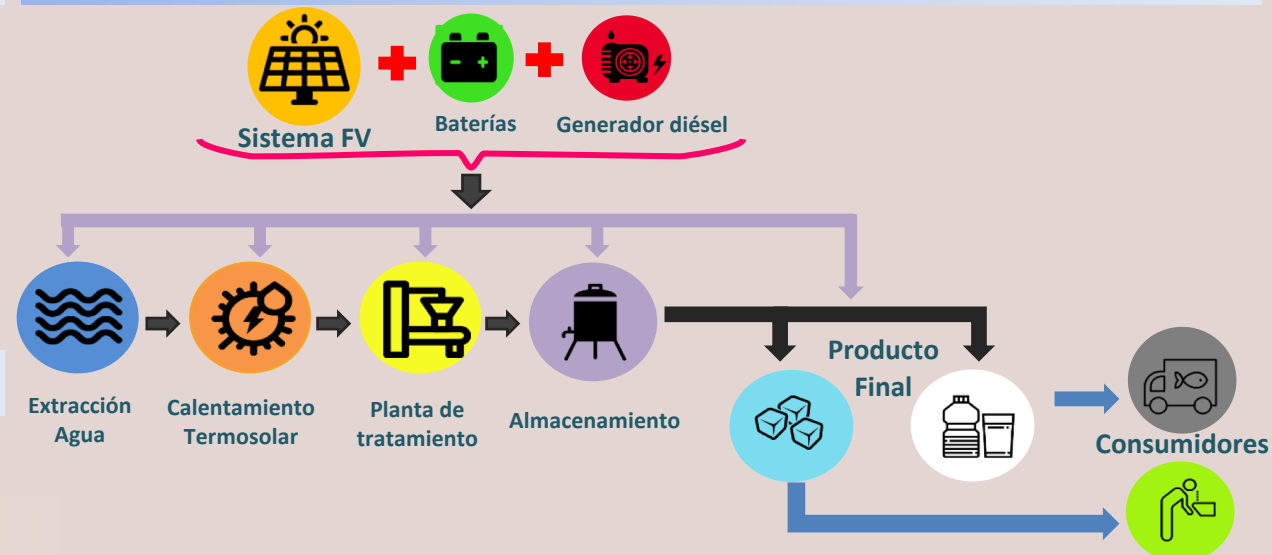 Sistema FV
Baterías
Generador diésel
Extracción
Agua
Calentamiento
Termosolar
Planta de
tratamiento
Almacenamiento
Producto
Final
Consumidores